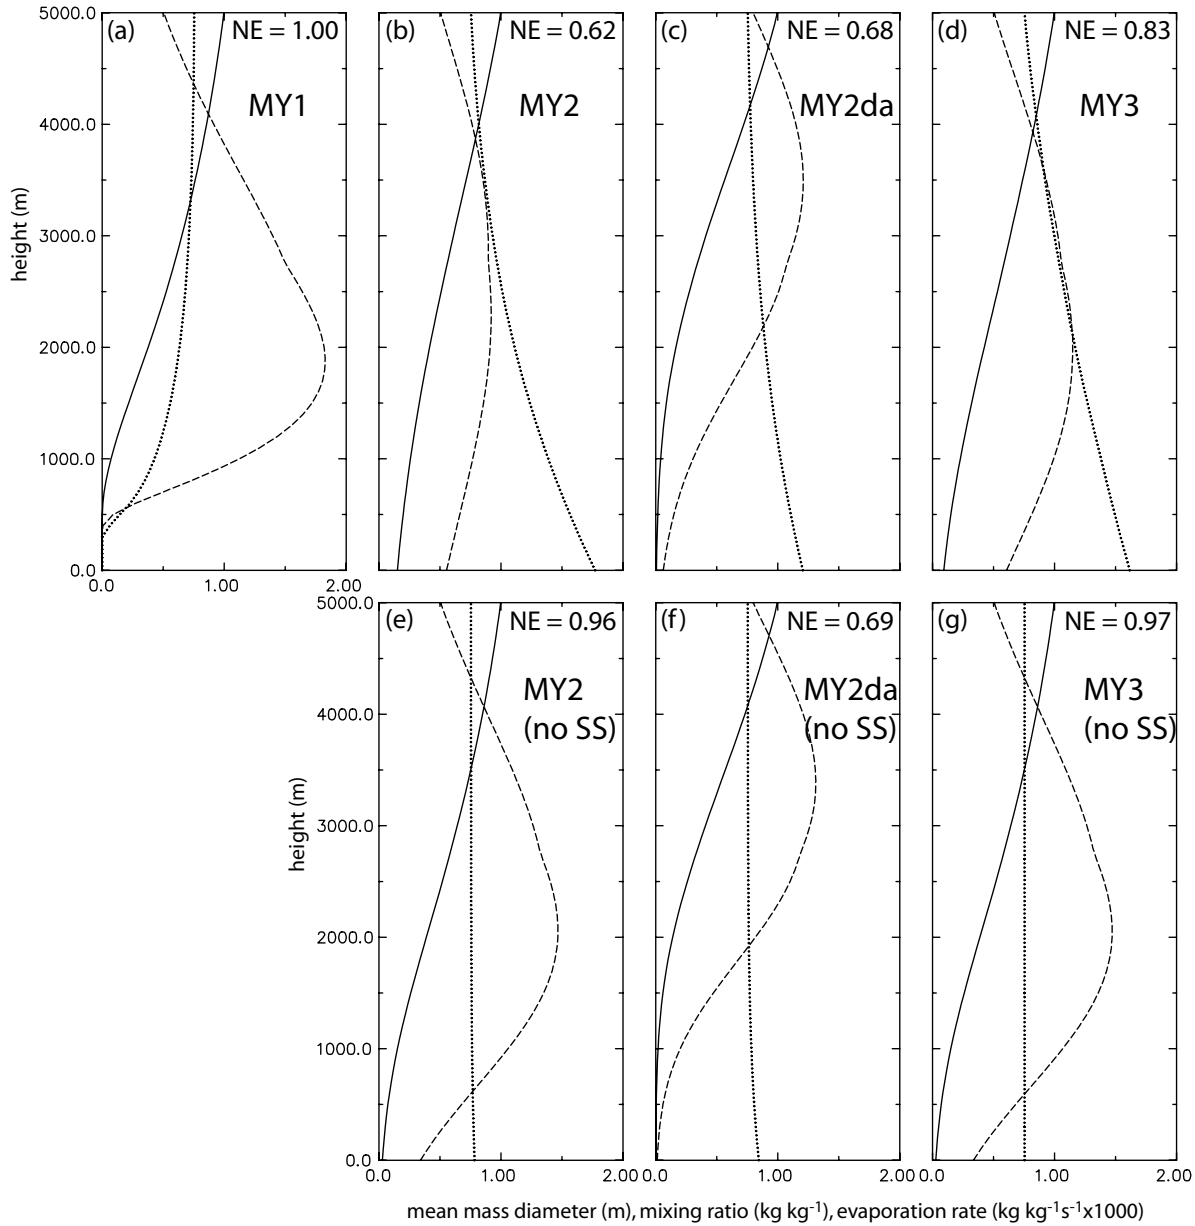 5000.0
(a)
NE = 1.00
(b)
NE = 0.62
(c)
NE = 0.68
(d)
NE = 0.83
MY1
MY2
MY2da
MY3
4000.0
3000.0
2000.0
1000.0
0.0
height (m)
0.0
1.00
2.00
5000.0
(e)
NE = 0.96
(f)
NE = 0.69
(g)
NE = 0.97
MY2
(no SS)
MY2da
(no SS)
MY3
(no SS)
4000.0
3000.0
2000.0
1000.0
0.0
height (m)
0.0
1.00
2.00
0.0
1.00
2.00
0.0
1.00
2.00
mean mass diameter (m), mixing ratio (kg kg⁻¹), evaporation rate (kg kg⁻¹s⁻¹x1000)